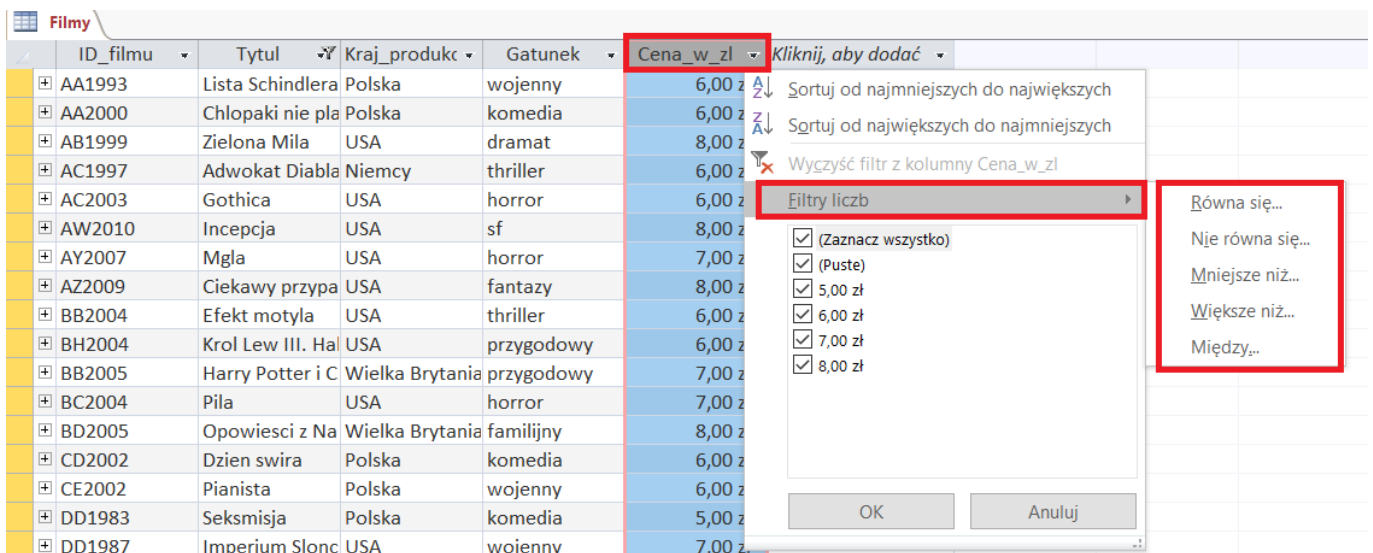 Filmy
ID_filmu Tytul Kraj_produkc Gatunek Cena_w_zl Kliknij, aby dodać
AA1993 Lista Schindlera Polska wojenny 6,00 z
AA2000 Chlopaki nie pla Polska komedia 6,00 z
AB1999 Zielona Mila USA dramat 8,00 z
AC1997 Adwokat Diabla Niemcy thriller 6,00 z
AC2003 Gothica USA horror 6,00 z
AW2010 Incepcja USA sf 8,00 z
AY2007 Mgla USA horror 7,00 z
AZ2009 Ciekawy przypa USA fantazy 8,00 z
BB2004 Efekt motyla USA thriller 6,00 z
BH2004 Krol Lew III. Hal USA przygodowy 6,00 z
BB2005 Harry Potter i C Wielka Brytania przygodowy 7,00 z
BC2004 Pila USA horror 7,00 z
BD2005 Opowiesci z Na Wielka Brytania familijny 8,00 z
CD2002 Dzien swira Polska komedia 6,00 z
CE2002 Pianista Polska wojenny 6,00 z
DD1983 Seksmisja Polska komedia 5,00 z
DD1987 Imperium Slonc USA wojenny 7,00 z
Sortuj od najmniejszych do największych
Sortuj od największych do najmniejszych
Wyczyść filtr z kolumny Cena_w_zl
Filtry liczb
(Zaznacz wszystko)
(Puste)
5,00 zł
6,00 zł
7,00 zł
8,00 zł
OK Anuluj
Równa się...
Nie równa się...
Mniejsze niż...
Większe niż...
Między...